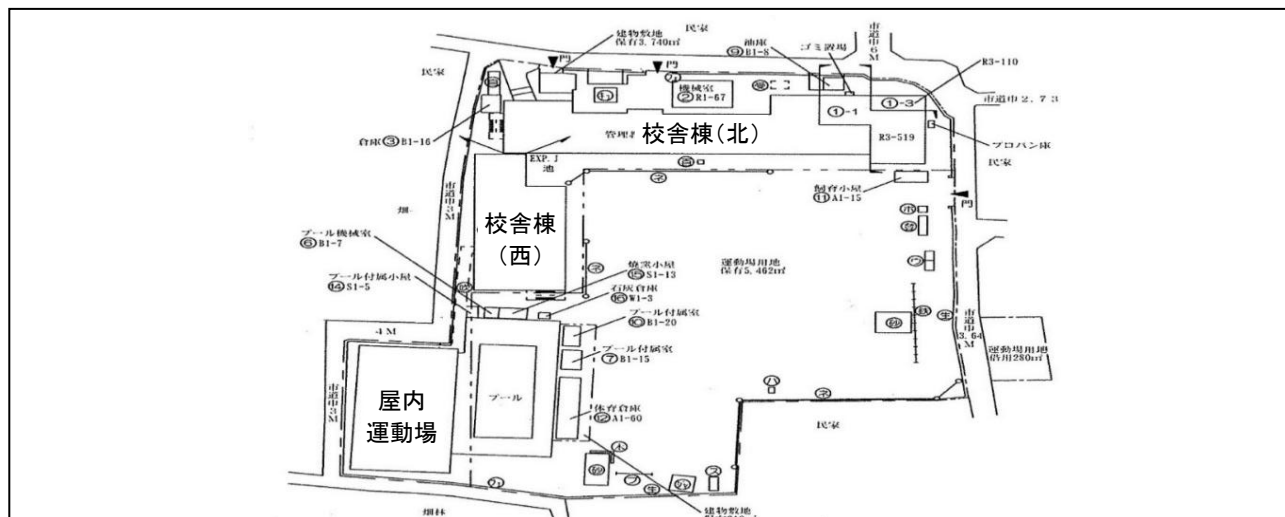 建物敷地
保有3,740㎡
民家
油庫
⑨B1-8
ゴミ置場
市道巾6M
R3-110
門
門
民家
機械室
②R1-67
①-1
①-3
市道巾2.73
倉庫③B1-16
校舎棟(北)
R3-519
プロパン庫
民家
EXP.J
池
飼育小屋
⑪A1-15
門
市道巾3M
畑
校舎棟
(西)
プール機械室
⑥B1-7
焼窯小屋
⑮S1-13
運動場用地
保有5,462㎡
プール付属小屋
⑭S1-5
石灰倉庫
⑯W1-3
プール付属室
⑩B1-20
4M
プール付属室
⑦B1-15
市道巾3.64M
運動場用地
借用280㎡
市道巾3M
屋内
運動場
プール
体育倉庫
⑫A1-60
民家
畑林
建物敷地